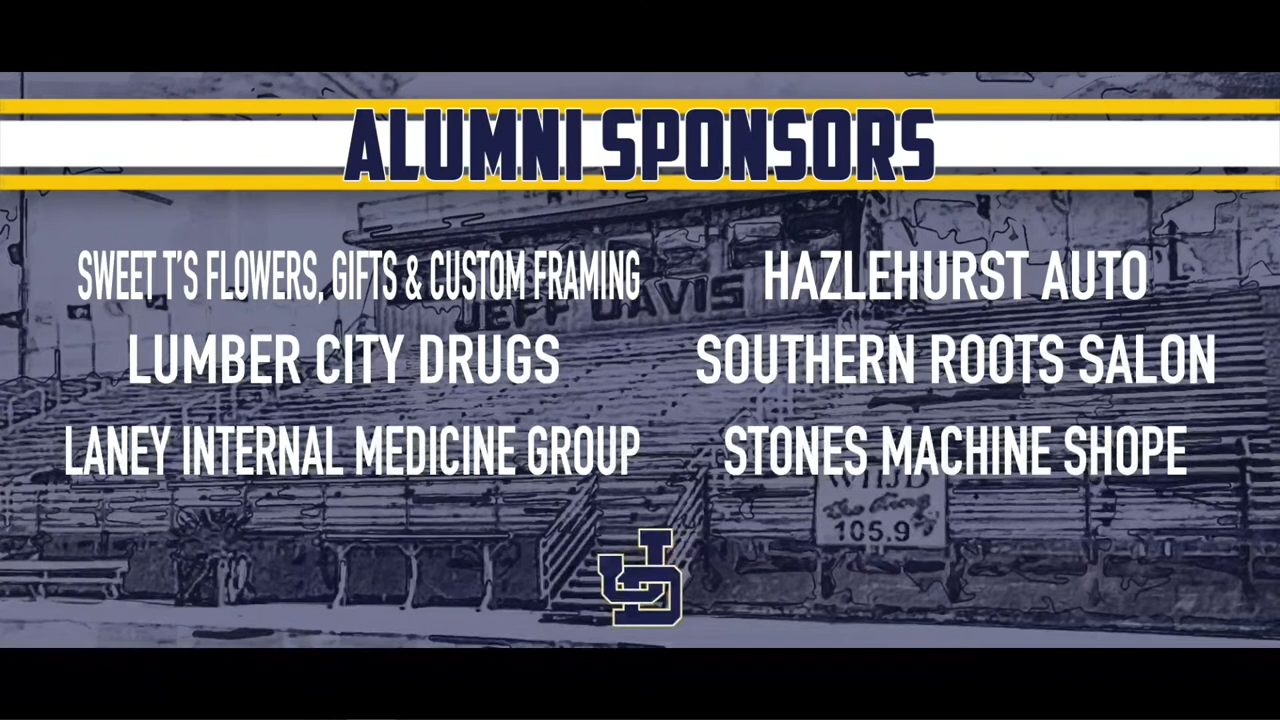 ALUMNI SPONSORS
SWEET T'S FLOWERS, GIFTS & CUSTOM FRAMING
HAZLEHURST AUTO
LUMBER CITY DRUGS
SOUTHERN ROOTS SALON
LANEY INTERNAL MEDICINE GROUP
STONES MACHINE SHOPE
JEFF DAVIS
105.9
JD